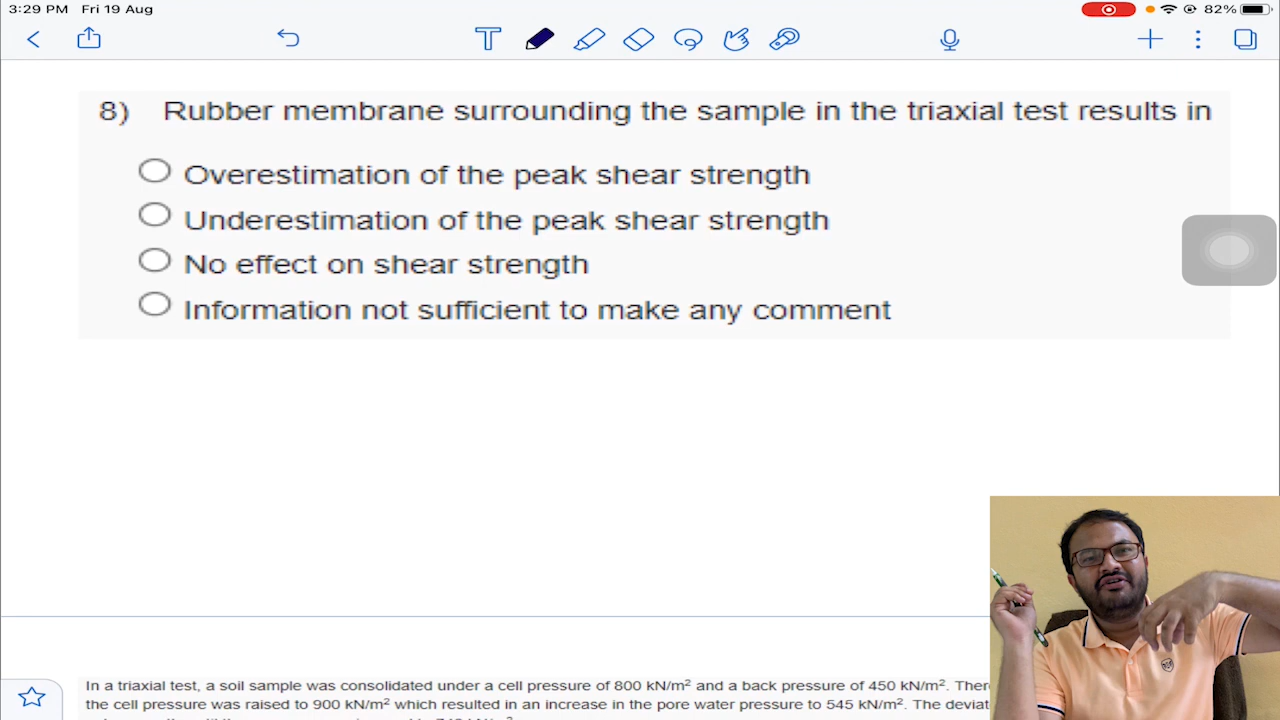 3:29 PM Fri 19 Aug
82%
T
8) Rubber membrane surrounding the sample in the triaxial test results in
Overestimation of the peak shear strength
Underestimation of the peak shear strength
No effect on shear strength
Information not sufficient to make any comment
In a triaxial test, a soil sample was consolidated under a cell pressure of 800 kN/m² and a back pressure of 450 kN/m². Ther
the cell pressure was raised to 900 kN/m² which resulted in an increase in the pore water pressure to 545 kN/m². The deviat